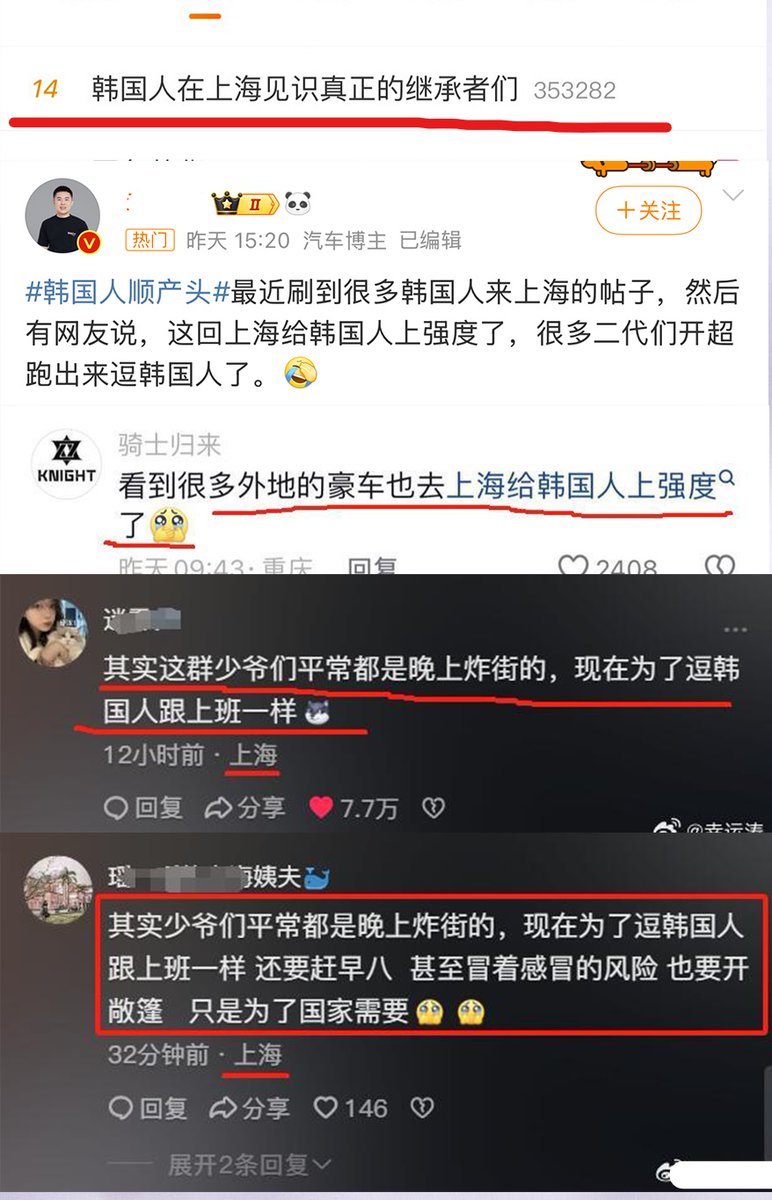 14 韩国人在上海见识真正的继承者们 353282
II
热门 昨天 15:20 汽车博主 已编辑
+关注
#韩国人顺产头#最近刷到很多韩国人来上海的帖子，然后
有网友说，这回上海给韩国人上强度了，很多二代们开超
跑出来逗韩国人了。
KNIGHT
骑士归来
看到很多外地的豪车也去上海给韩国人上强度
了
昨天 09:43 · 重庆 回复 2408
其实这群少爷们平常都是晚上炸街的，现在为了逗韩
国人跟上班一样
12小时前 · 上海
回复 分享 7.7万
@幸运涛
姨夫
其实少爷们平常都是晚上炸街的，现在为了逗韩国人
跟上班一样 还要赶早八 甚至冒着感冒的风险 也要开
敞篷 只是为了国家需要
32分钟前 · 上海
回复 分享 146
展开2条回复